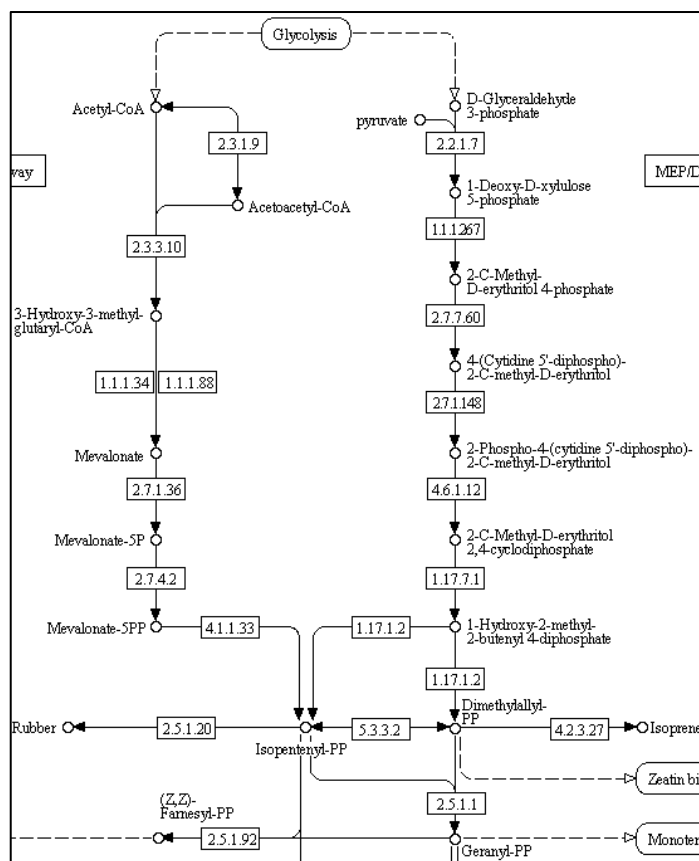 Glycolysis
Acetyl-CoA
D-Glyceraldehyde
3-phosphate
pyruvate
2.3.1.9
2.2.1.7
way
MEP/D
1-Deoxy-D-xylulose
5-phosphate
Acetoacetyl-CoA
1.1.1.267
2.3.3.10
2-C-Methyl-
D-erythritol 4-phosphate
3-Hydroxy-3-methyl-
glutaryl-CoA
2.7.7.60
4-(Cytidine 5'-diphospho)-
2-C-methyl-D-erythritol
1.1.1.34
1.1.1.88
2.7.1.148
Mevalonate
2-Phospho-4-(cytidine 5'-diphospho)-
2-C-methyl-D-erythritol
2.7.1.36
4.6.1.12
Mevalonate-5P
2-C-Methyl-D-erythritol
2,4-cyclodiphosphate
2.7.4.2
1.17.7.1
Mevalonate-5PP
4.1.1.33
1.17.1.2
1-Hydroxy-2-methyl-
2-butenyl 4-diphosphate
1.17.1.2
Dimethylallyl-
PP
Rubber
2.5.1.20
5.3.3.2
4.2.3.27
Isoprene
Isopentenyl-PP
Zeatin bi
(Z,Z)-
Farnesyl-PP
2.5.1.1
2.5.1.92
Monoter
Geranyl-PP